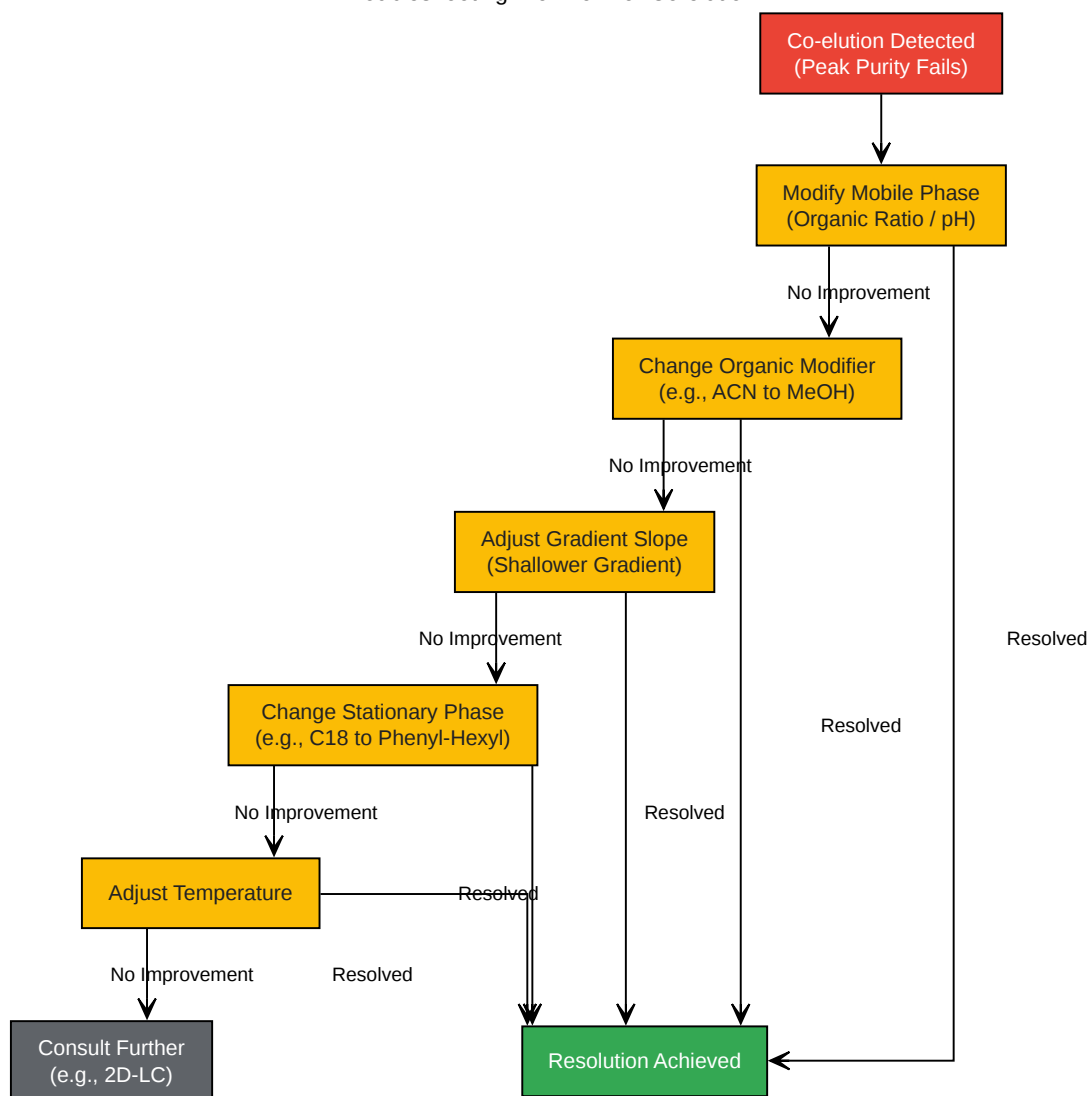 Co-elution Detected
(Peak Purity Fails)
Modify Mobile Phase
(Organic Ratio / pH)
No Improvement
Change Organic Modifier
(e.g., ACN to MeOH)
No Improvement
Adjust Gradient Slope
(Shallower Gradient)
No Improvement
Resolved
Change Stationary Phase
(e.g., C18 to Phenyl-Hexyl)
Resolved
No Improvement
Resolved
Adjust Temperature
Resolved
No Improvement
Resolved
Consult Further
(e.g., 2D-LC)
Resolution Achieved